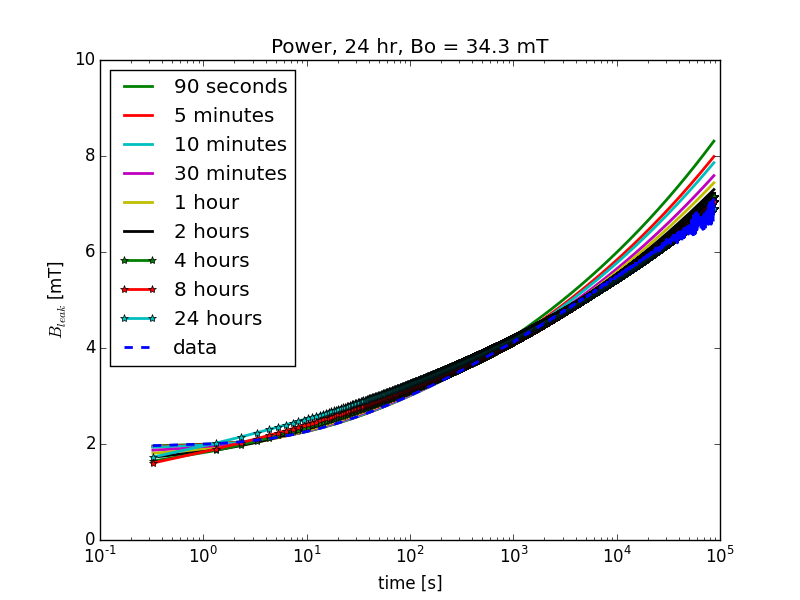 Power, 24 hr, Bo = 34.3 mT
10
8
6
4
2
0
B_{leak} [mT]
90 seconds
5 minutes
10 minutes
30 minutes
1 hour
2 hours
4 hours
8 hours
24 hours
data
10^{-1} 10^{0} 10^{1} 10^{2} 10^{3} 10^{4} 10^{5}
time [s]